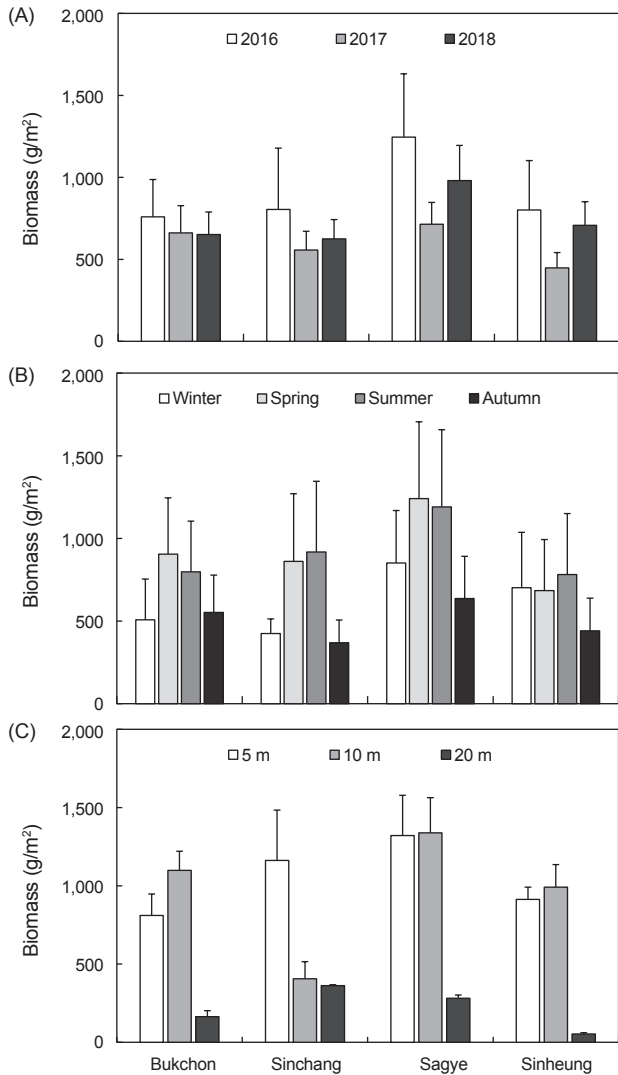 (A)
2,000
2016 2017 2018
1,500
1,000
500
0
Biomass (g/m²)
(B)
2,000
Winter Spring Summer Autumn
1,500
1,000
500
0
Biomass (g/m²)
(C)
2,000
5 m 10 m 20 m
1,500
1,000
500
0
Biomass (g/m²)
Bukchon Sinchang Sagye Sinheung